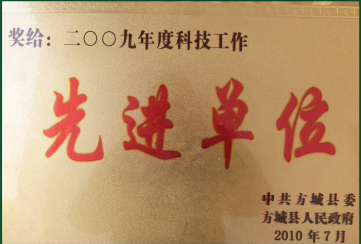 奖给：二〇〇九年度科技工作
先进单位
中共方城县委
方城县人民政府
2010年7月